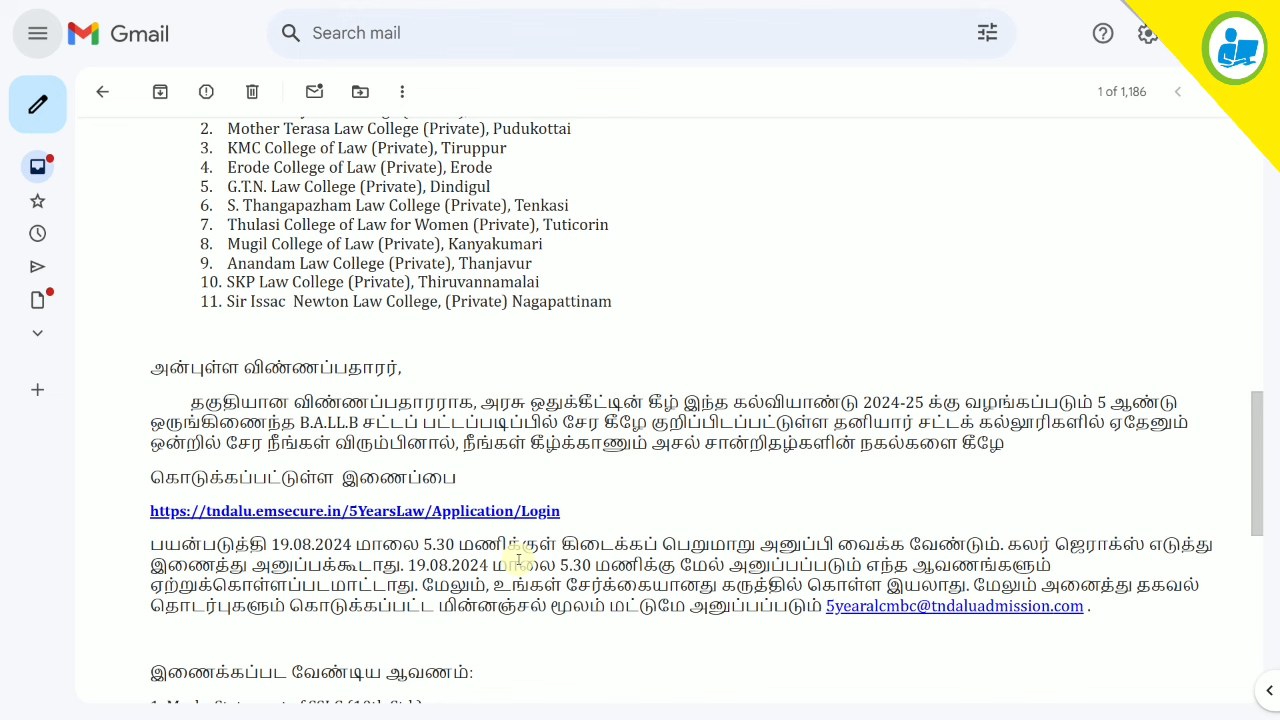 Gmail
Search mail
1 of 1,186
2. Mother Terasa Law College (Private), Pudukottai
3. KMC College of Law (Private), Tiruppur
4. Erode College of Law (Private), Erode
5. G.T.N. Law College (Private), Dindigul
6. S. Thangapazham Law College (Private), Tenkasi
7. Thulasi College of Law for Women (Private), Tuticorin
8. Mugil College of Law (Private), Kanyakumari
9. Anandam Law College (Private), Thanjavur
10. SKP Law College (Private), Thiruvannamalai
11. Sir Issac Newton Law College, (Private) Nagapattinam
அன்புள்ள விண்ணப்பதாரர்,
தகுதியான விண்ணப்பதாரராக, அரசு ஒதுக்கீட்டின் கீழ் இந்த கல்வியாண்டு 2024-25 க்கு வழங்கப்படும் 5 ஆண்டு
ஒருங்கிணைந்த B.A.LL.B சட்டப் பட்டப்படிப்பில் சேர கீழே குறிப்பிடப்பட்டுள்ள தனியார் சட்டக் கல்லூரிகளில் ஏதேனும்
ஒன்றில் சேர நீங்கள் விரும்பினால், நீங்கள் கீழ்க்காணும் அசல் சான்றிதழ்களின் நகல்களை கீழே
கொடுக்கப்பட்டுள்ள இணைப்பை
https://tndalu.emsecure.in/5YearsLaw/Application/Login
பயன்படுத்தி 19.08.2024 மாலை 5.30 மணிக்குள் கிடைக்கப் பெறுமாறு அனுப்பி வைக்க வேண்டும். கலர் ஜெராக்ஸ் எடுத்து
இணைத்து அனுப்பக்கூடாது. 19.08.2024 மாலை 5.30 மணிக்கு மேல் அனுப்பப்படும் எந்த ஆவணங்களும்
ஏற்றுக்கொள்ளப்படமாட்டாது. மேலும், உங்கள் சேர்க்கையானது கருத்தில் கொள்ள இயலாது. மேலும் அனைத்து தகவல்
தொடர்புகளும் கொடுக்கப்பட்ட மின்னஞ்சல் மூலம் மட்டுமே அனுப்பப்படும் 5yearalcmbc@tndaluadmission.com .
இணைக்கப்பட வேண்டிய ஆவணம்: